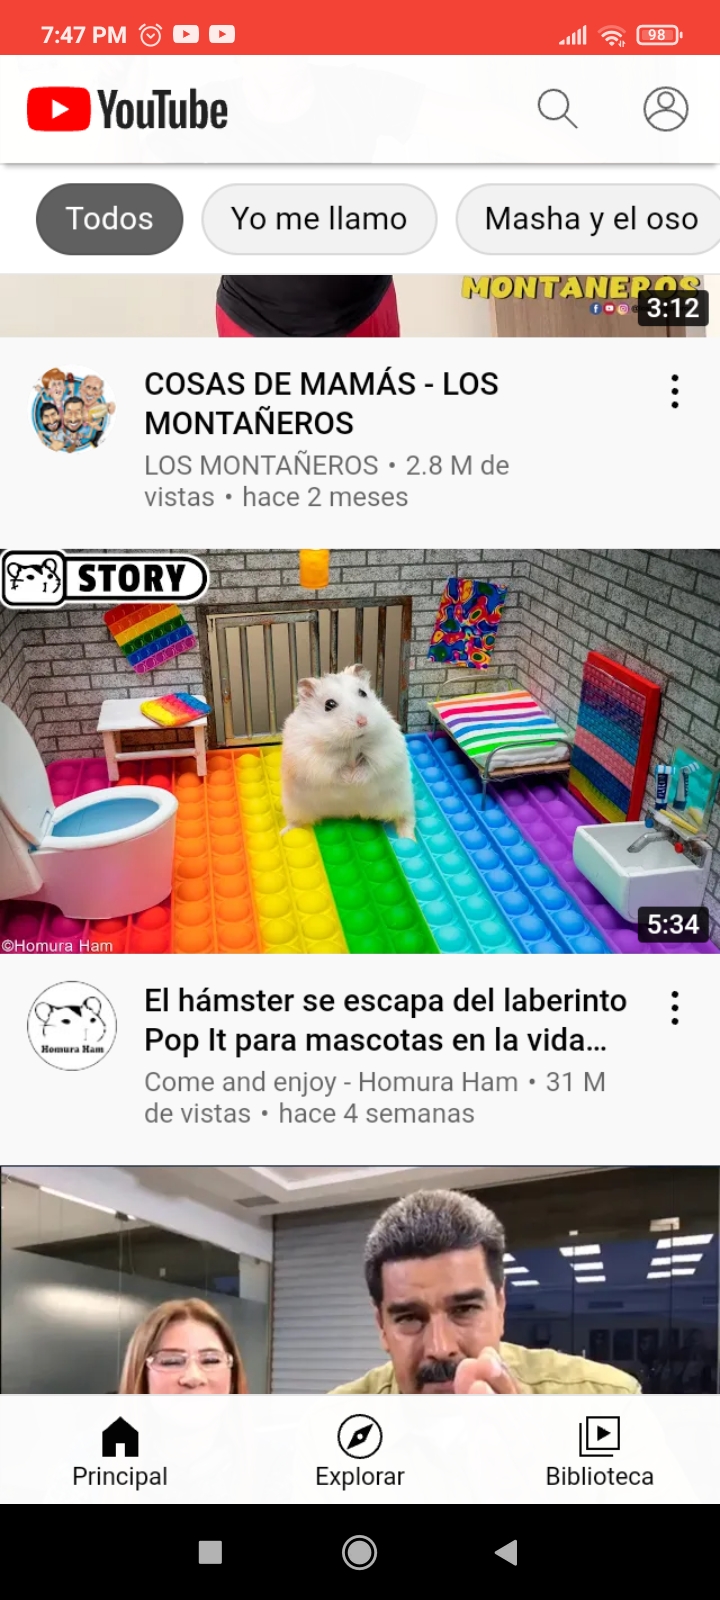 7:47 PM
98
YouTube
Todos
Yo me llamo
Masha y el oso
MONTAÑEROS
3:12
COSAS DE MAMÁS - LOS
MONTAÑEROS
LOS MONTAÑEROS • 2.8 M de
vistas • hace 2 meses
STORY
5:34
©Homura Ham
El hámster se escapa del laberinto
Homura Ham
Pop It para mascotas en la vida...
Come and enjoy - Homura Ham • 31 M
de vistas • hace 4 semanas
Principal
Explorar
Biblioteca